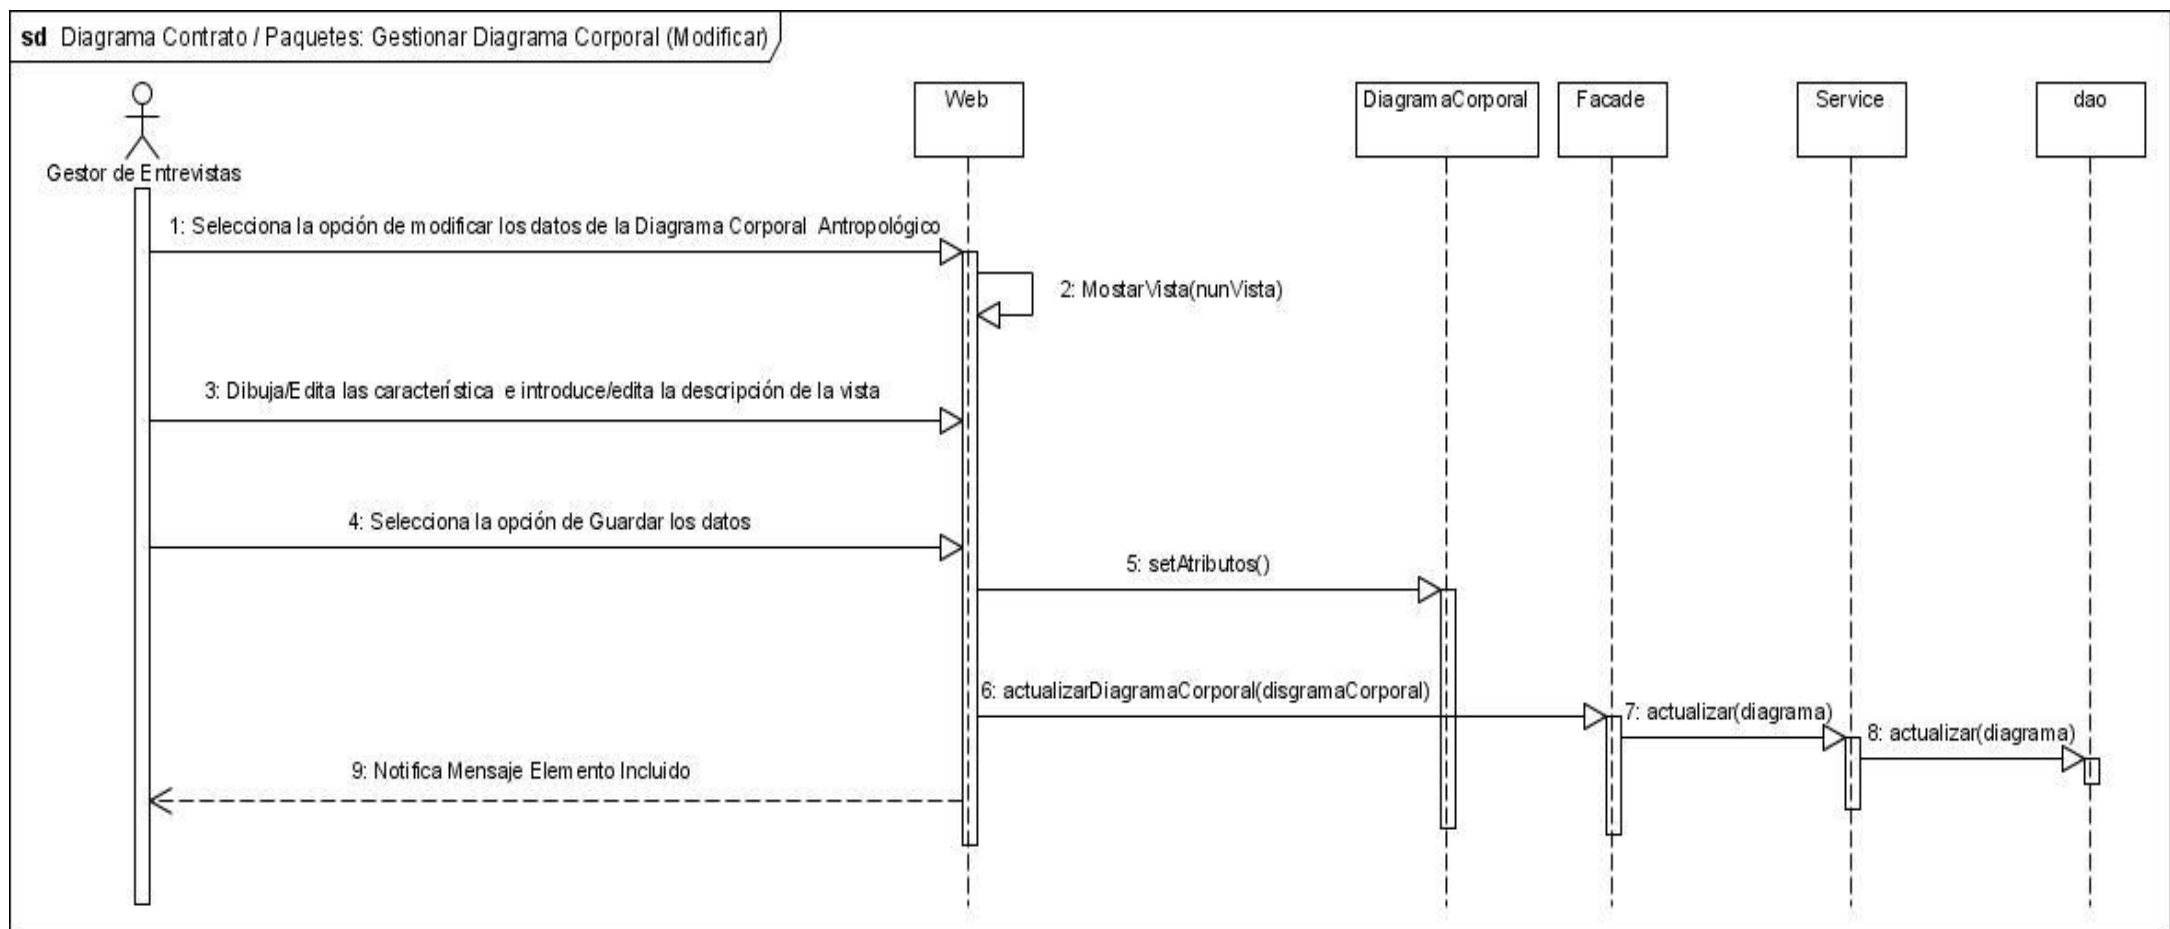 sd Diagrama Contrato / Paquetes: Gestionar Diagrama Corporal (Modificar)
Gestor de Entrevistas
Web
DiagramaCorporal
Facade
Service
dao
1: Selecciona la opción de modificar los datos de la Diagrama Corporal Antropológico
2: MostarVista(nunVista)
3: Dibuja/Edita las característica e introduce/edita la descripción de la vista
4: Selecciona la opción de Guardar los datos
5: setAtributos()
6: actualizarDiagramaCorporal(disgramaCorporal)
7: actualizar(diagrama)
8: actualizar(diagrama)
9: Notifica Mensaje Elemento Incluido